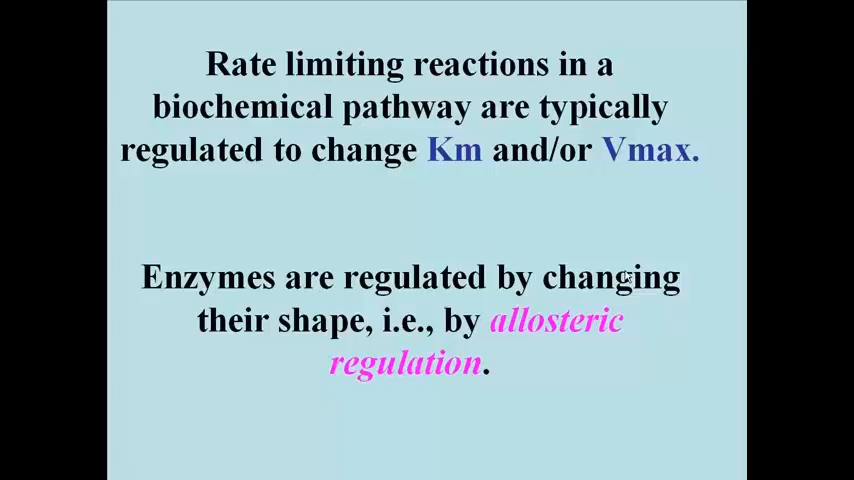 Rate limiting reactions in a
biochemical pathway are typically
regulated to change Km and/or Vmax.
Enzymes are regulated by changing
their shape, i.e., by allosteric
regulation.